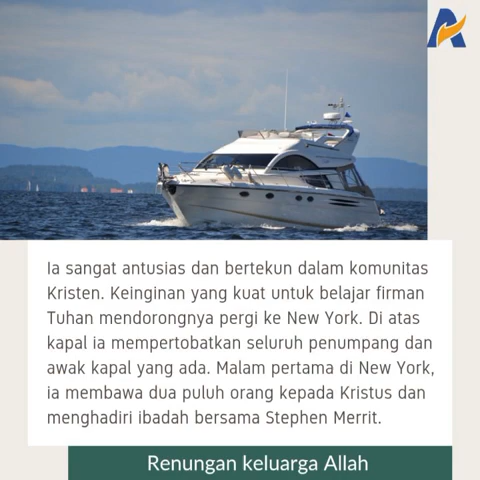 Ia sangat antusias dan bertekun dalam komunitas
Kristen. Keinginan yang kuat untuk belajar firman
Tuhan mendorongnya pergi ke New York. Di atas
kapal ia mempertobatkan seluruh penumpang dan
awak kapal yang ada. Malam pertama di New York,
ia membawa dua puluh orang kepada Kristus dan
menghadiri ibadah bersama Stephen Merrit.
Renungan keluarga Allah